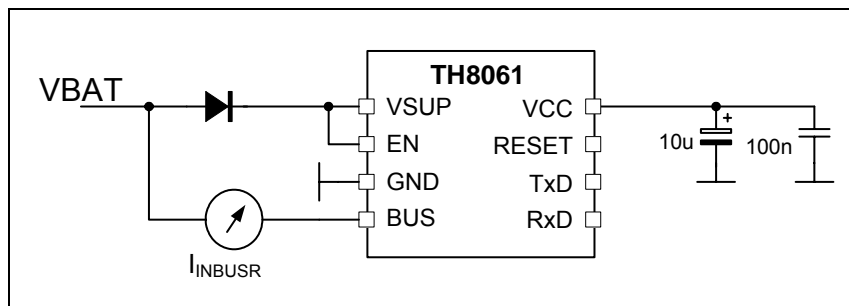 TH8061
VBAT
VSUP
VCC
EN
RESET
+
10u
100n
GND
TxD
BUS
RxD
IINBUSR